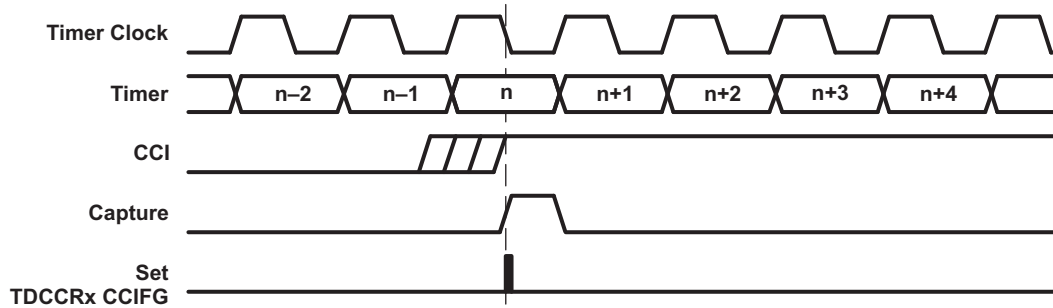 Timer Clock
Timer
n–2
n–1
n
n+1
n+2
n+3
n+4
CCI
Capture
Set
TDCCRx CCIFG